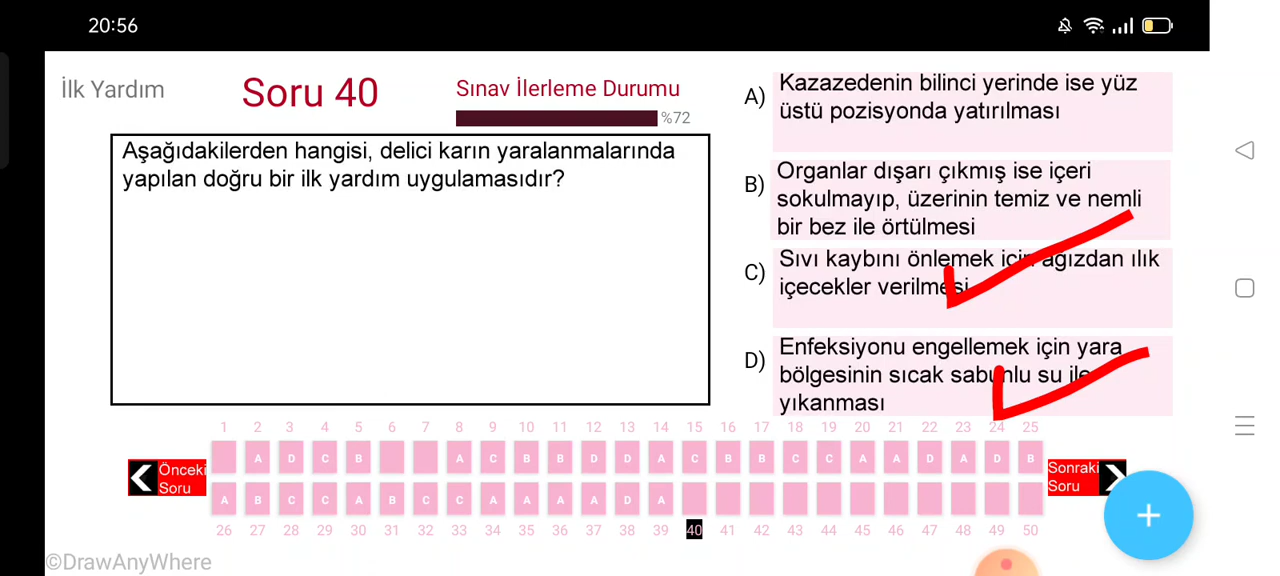 20:56
İlk Yardım
Soru 40
Sınav İlerleme Durumu
%72
Aşağıdakilerden hangisi, delici karın yaralanmalarında
yapılan doğru bir ilk yardım uygulamasıdır?
A)
Kazazedenin bilinci yerinde ise yüz
üstü pozisyonda yatırılması
B)
Organlar dışarı çıkmış ise içeri
sokulmayıp, üzerinin temiz ve nemli
bir bez ile örtülmesi
C)
Sıvı kaybını önlemek için ağızdan ılık
içecekler verilmesi
D)
Enfeksiyonu engellemek için yara
bölgesinin sıcak sabunlu su ile
yıkanması
1 2 3 4 5 6 7 8 9 10 11 12 13 14 15 16 17 18 19 20 21 22 23 24 25
A D C B A C B B D D A C B B C C A A D A D B
Önceki
Soru
Sonraki
Soru
A B C C A B C C A A A A D A
26 27 28 29 30 31 32 33 34 35 36 37 38 39 40 41 42 43 44 45 46 47 48 49 50
©DrawAnyWhere